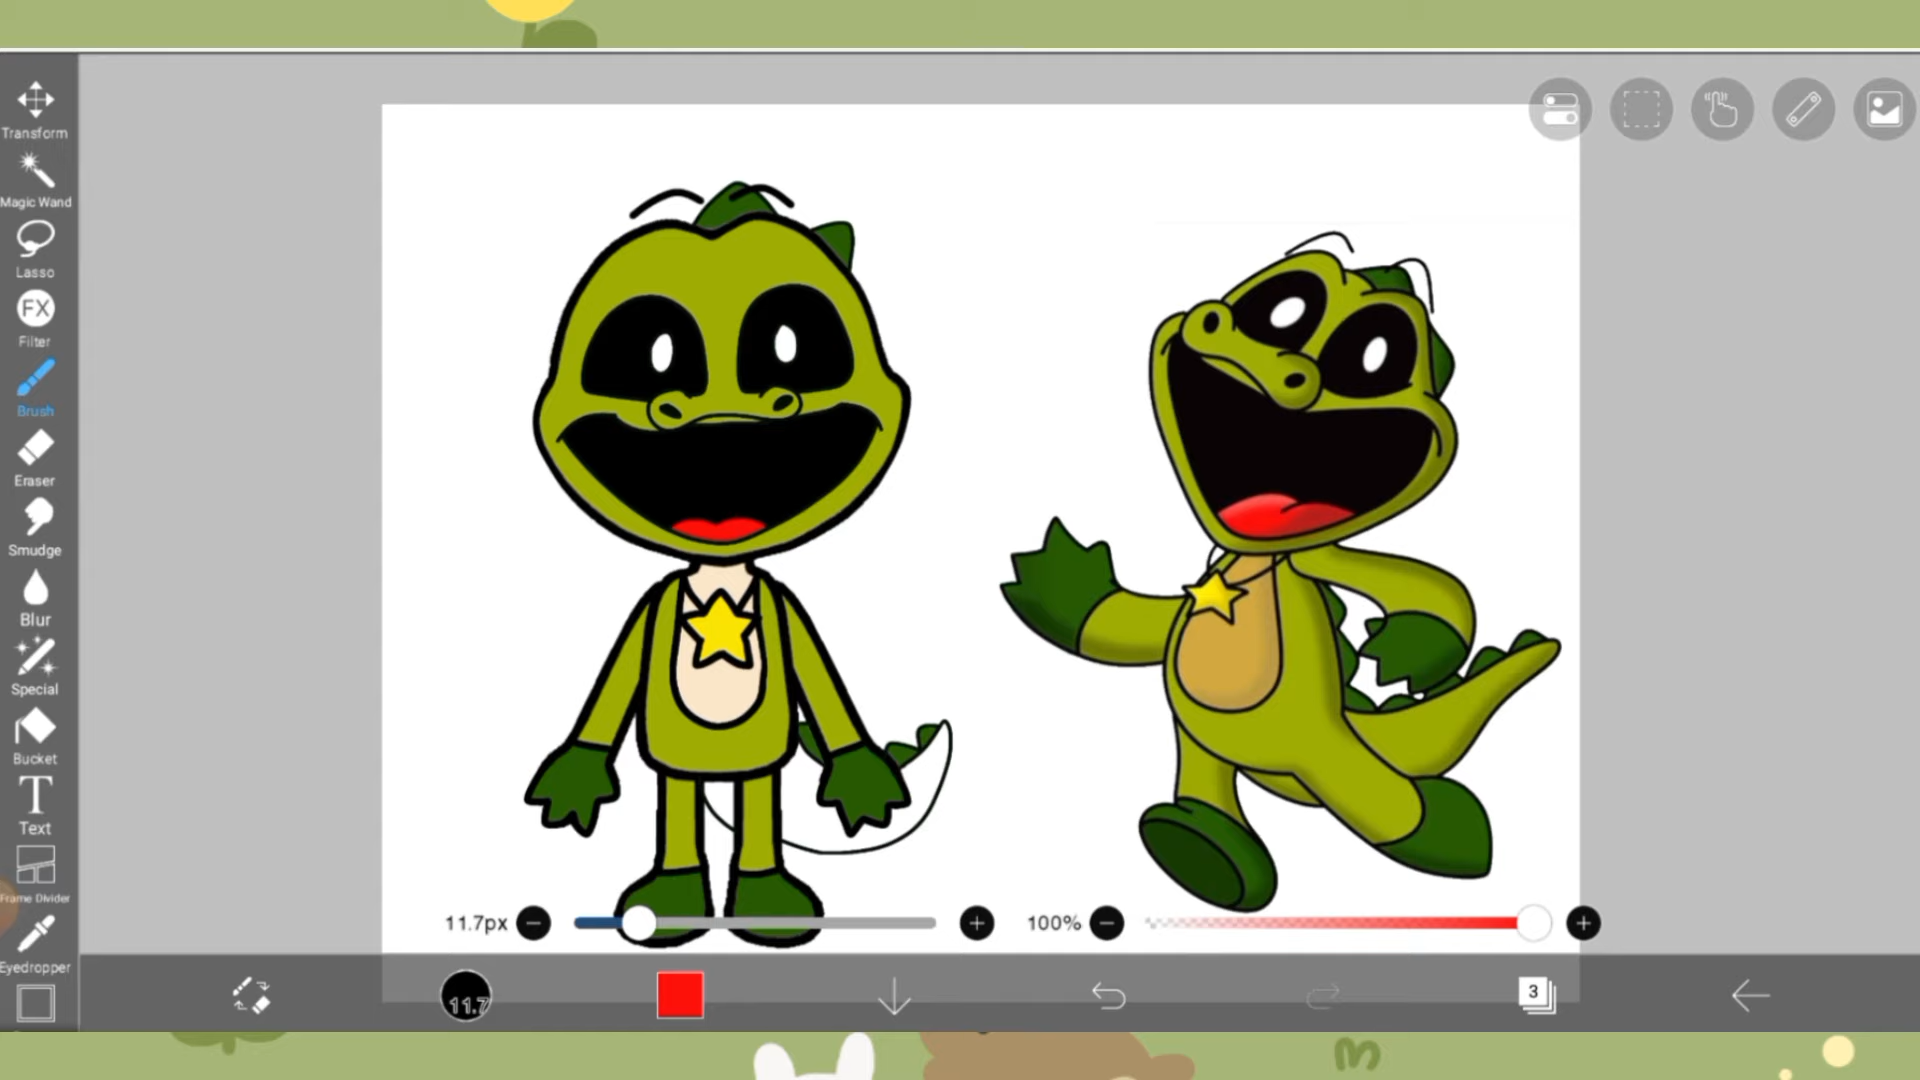 Transform
Magic Wand
Lasso
FX
Filter
Brush
Eraser
Smudge
Blur
Special
Bucket
T
Text
Frame Divider
Eyedropper
11.7px
100%
11.7
3